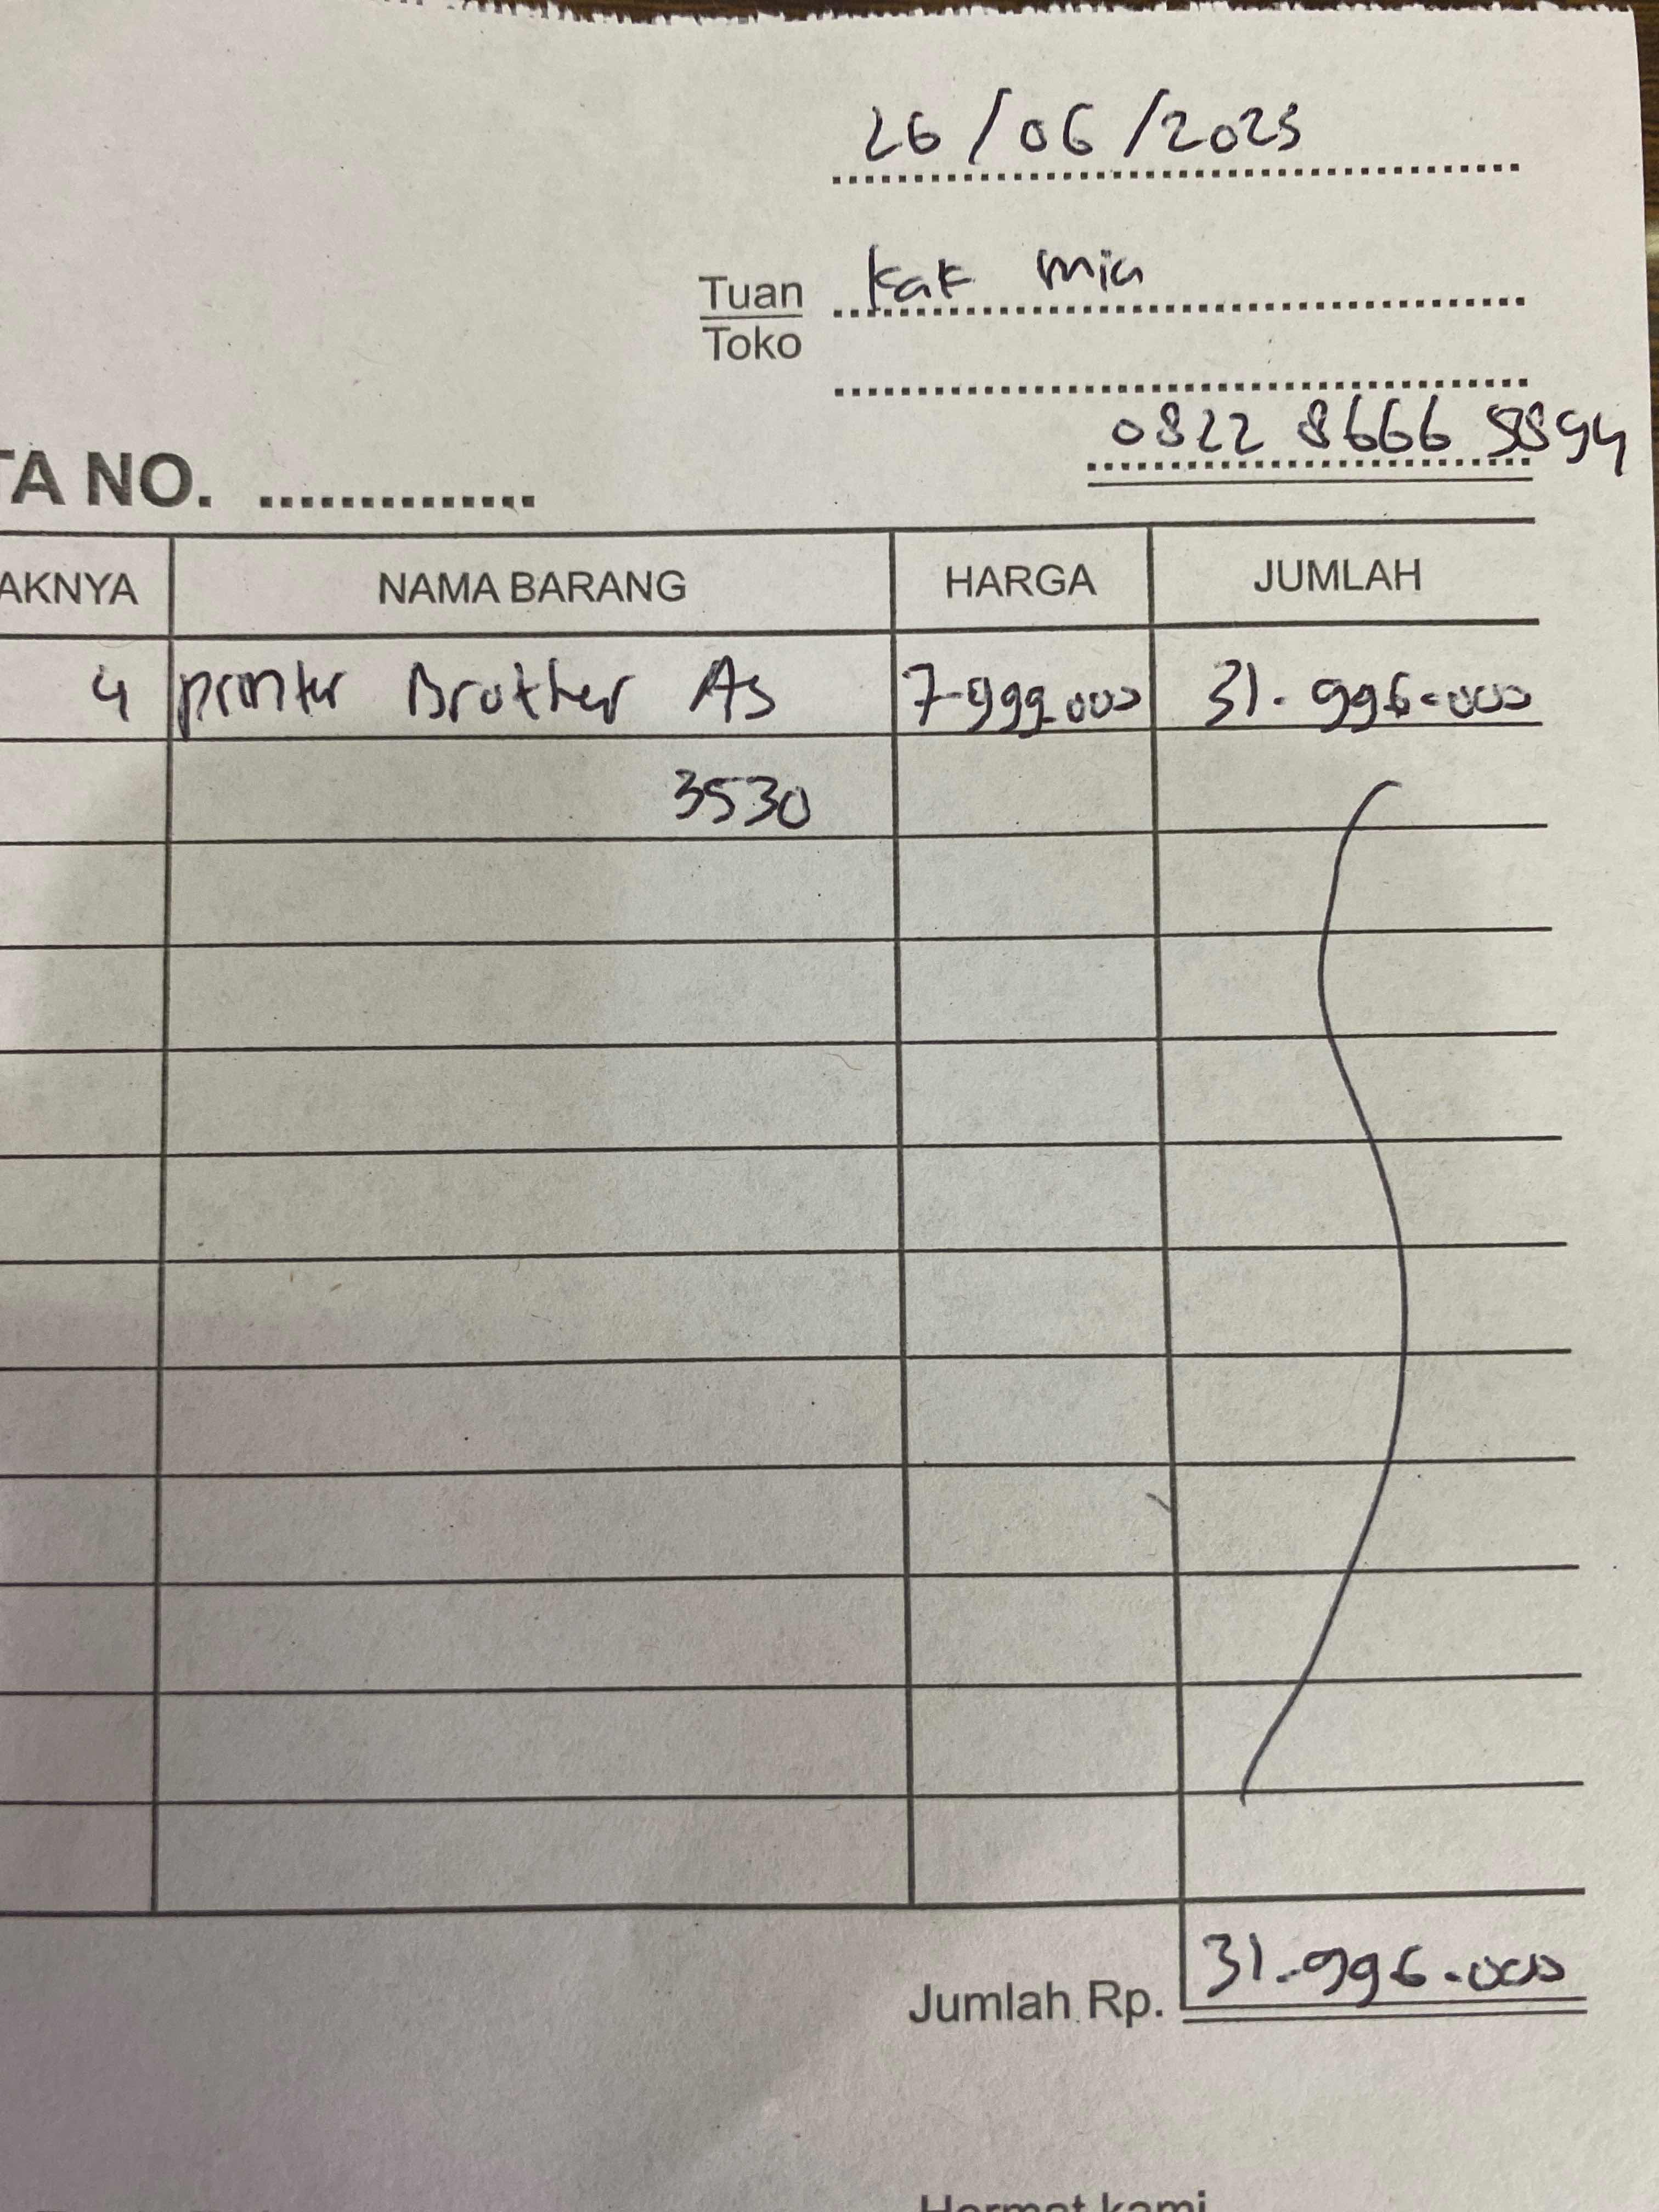 26/06/2025
Tuan kak mia
Toko
0822 8666 5894
TA NO. ..............
AKNYA NAMA BARANG HARGA JUMLAH
4 printer Brother A3 7.999.000 31.996.000
3530
Jumlah Rp. 31.996.000
Hormat kami